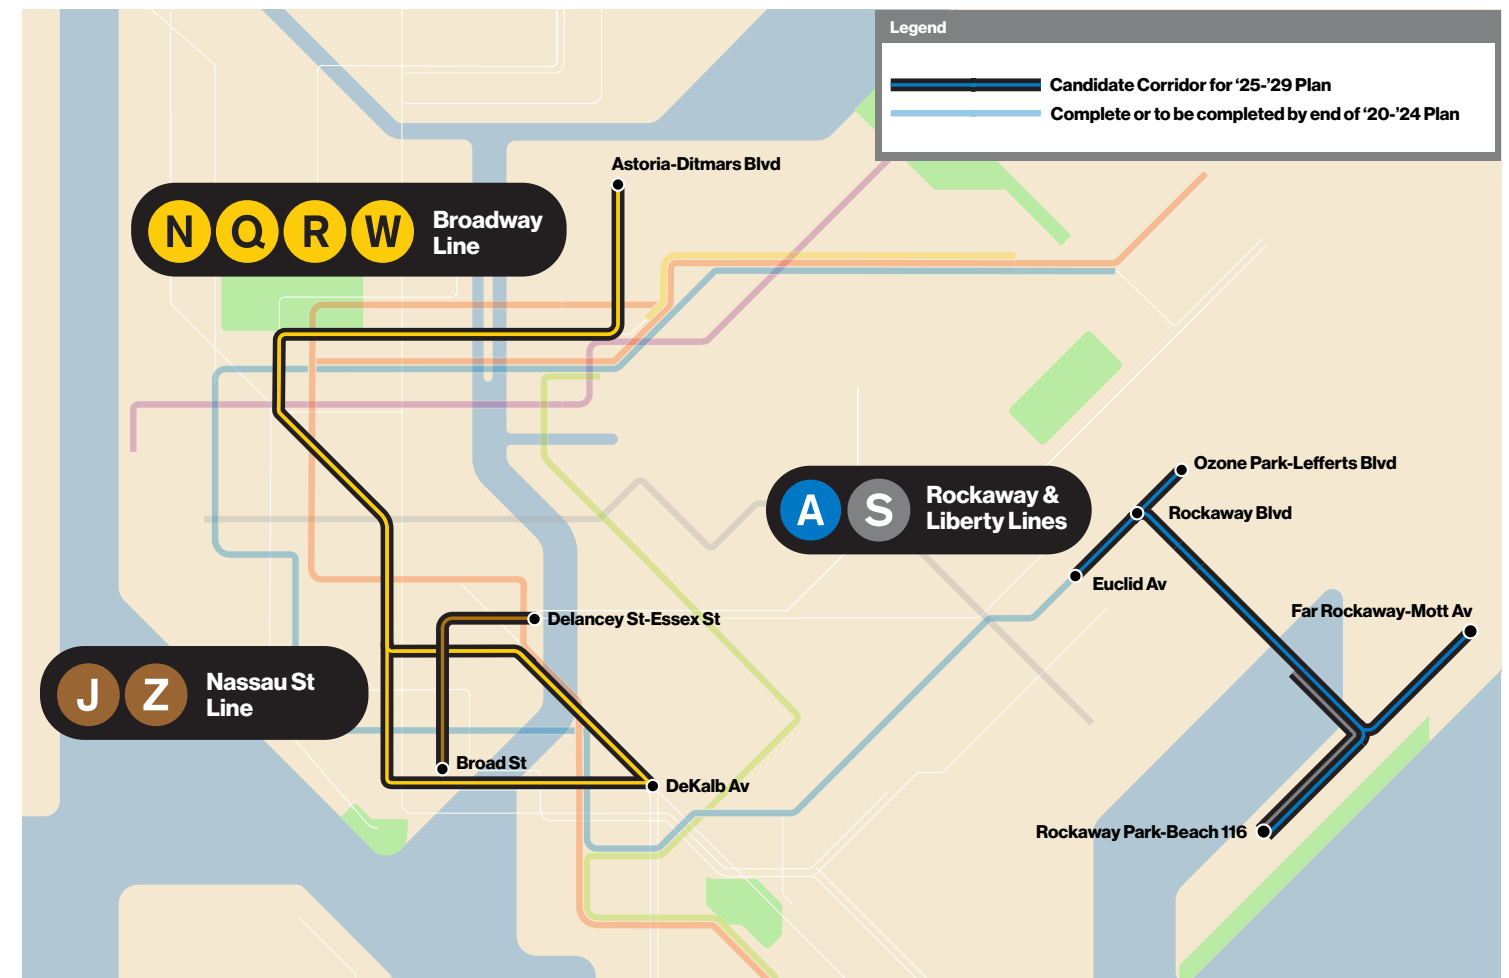 Legend
Candidate Corridor for ‘25-’29 Plan
Complete or to be completed by end of ‘20-’24 Plan
Astoria-Ditmars Blvd
N Q R W
Broadway
Line
Ozone Park-Lefferts Blvd
A S
Rockaway &
Liberty Lines
Rockaway Blvd
Euclid Av
Far Rockaway-Mott Av
Delancey St-Essex St
J Z
Nassau St
Line
Broad St
DeKalb Av
Rockaway Park-Beach 116